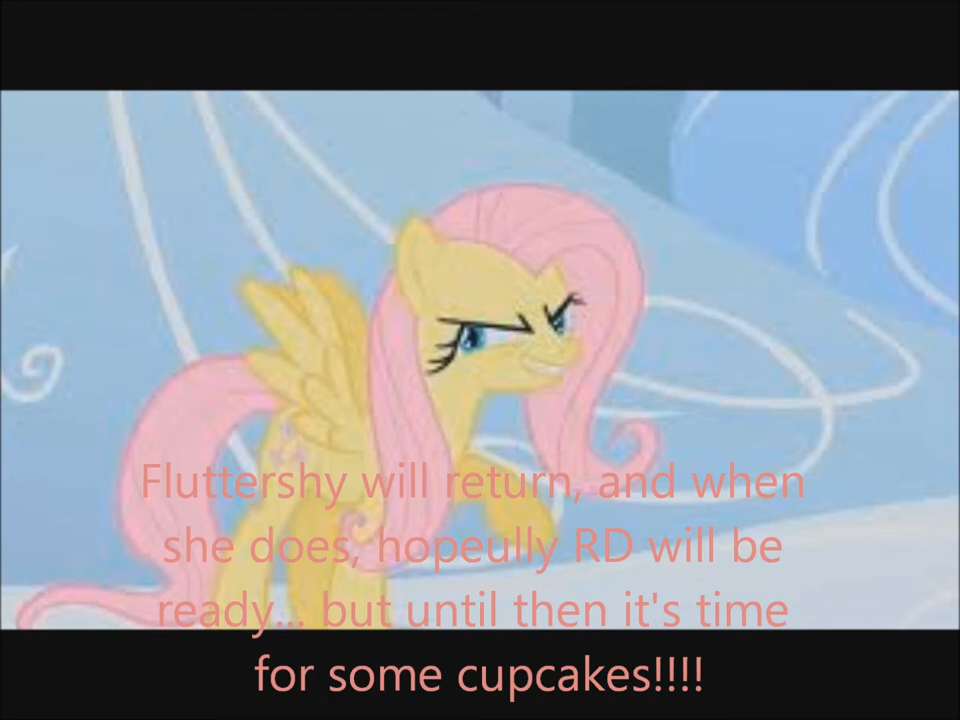 Fluttershy will return, and when
she does, hopeully RD will be
ready... but until then it's time
for some cupcakes!!!!